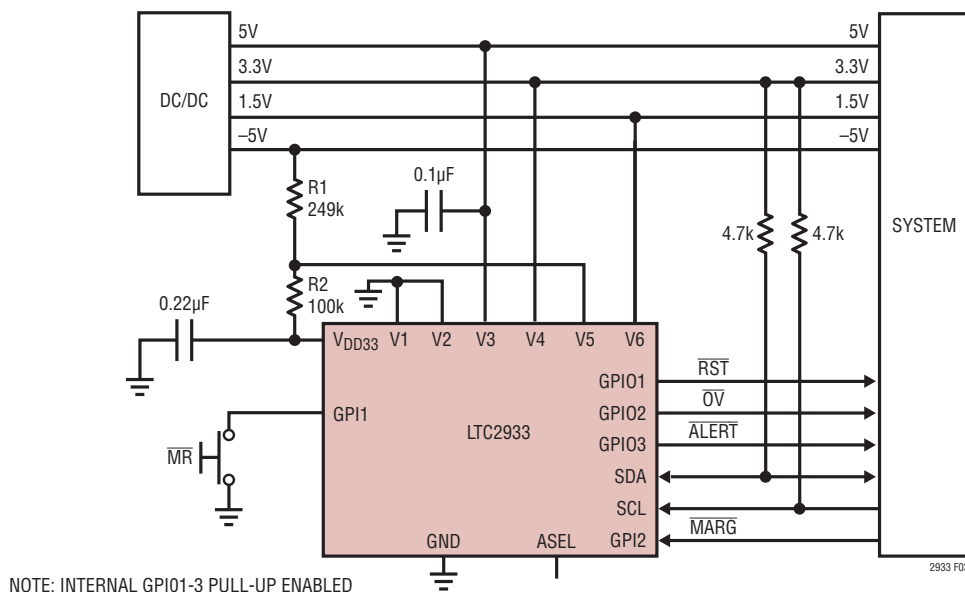 5V
5V
3.3V
3.3V
DC/DC
1.5V
1.5V
–5V
–5V
R1
249k
0.1µF
4.7k
4.7k
SYSTEM
R2
100k
0.22µF
VDD33
V1
V2
V3
V4
V5
V6
GPIO1
RST
GPI1
LTC2933
GPIO2
OV
GPIO3
ALERT
MR
SDA
SCL
GND
ASEL
GPI2
MARG
2933 F03
NOTE: INTERNAL GPI01-3 PULL-UP ENABLED